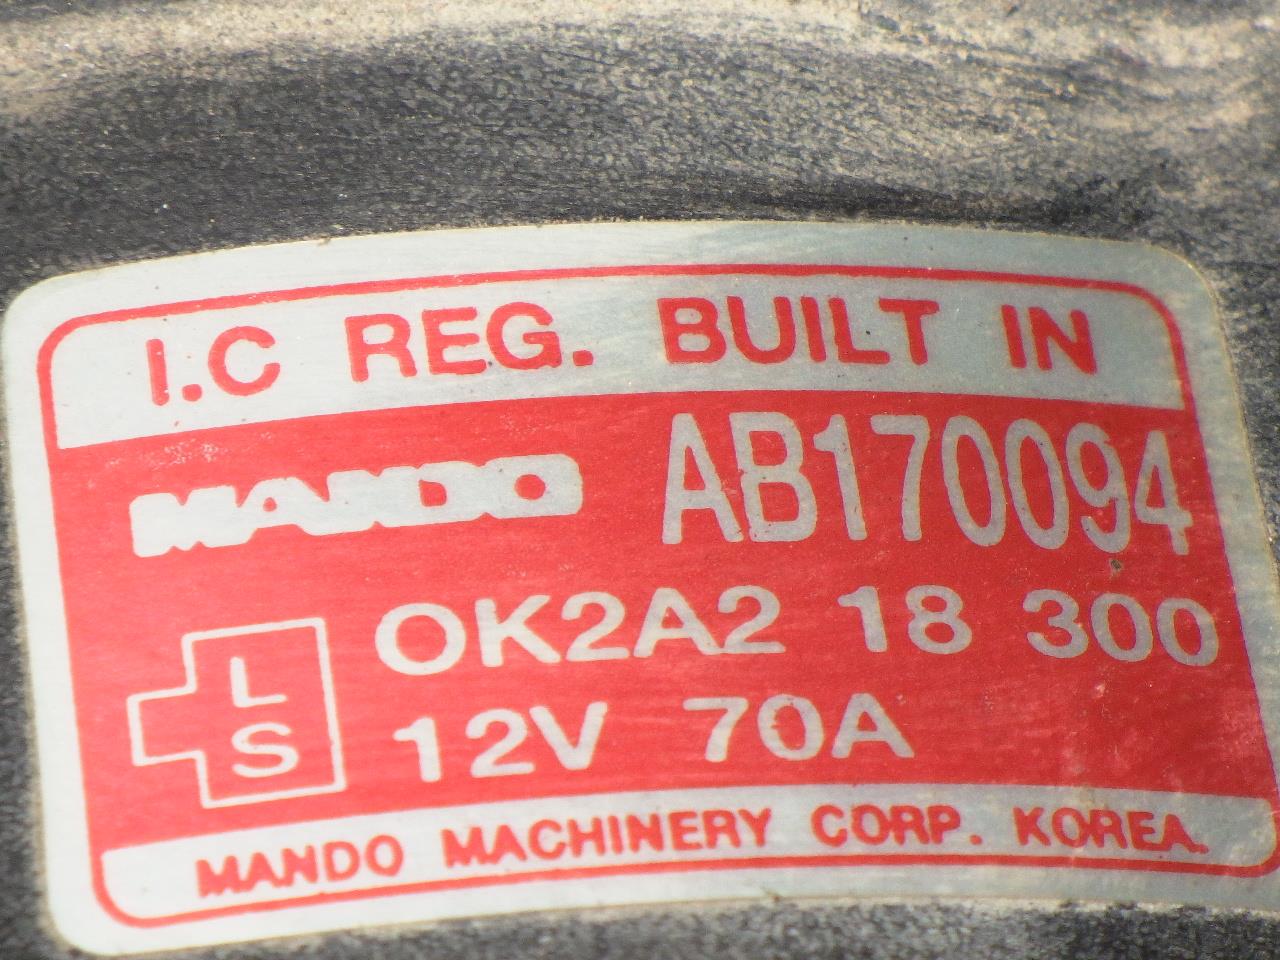 I.C REG. BUILT IN
MANDO AB170094
OK2A2 18 300
L
S
12V 70A
MANDO MACHINERY CORP. KOREA.